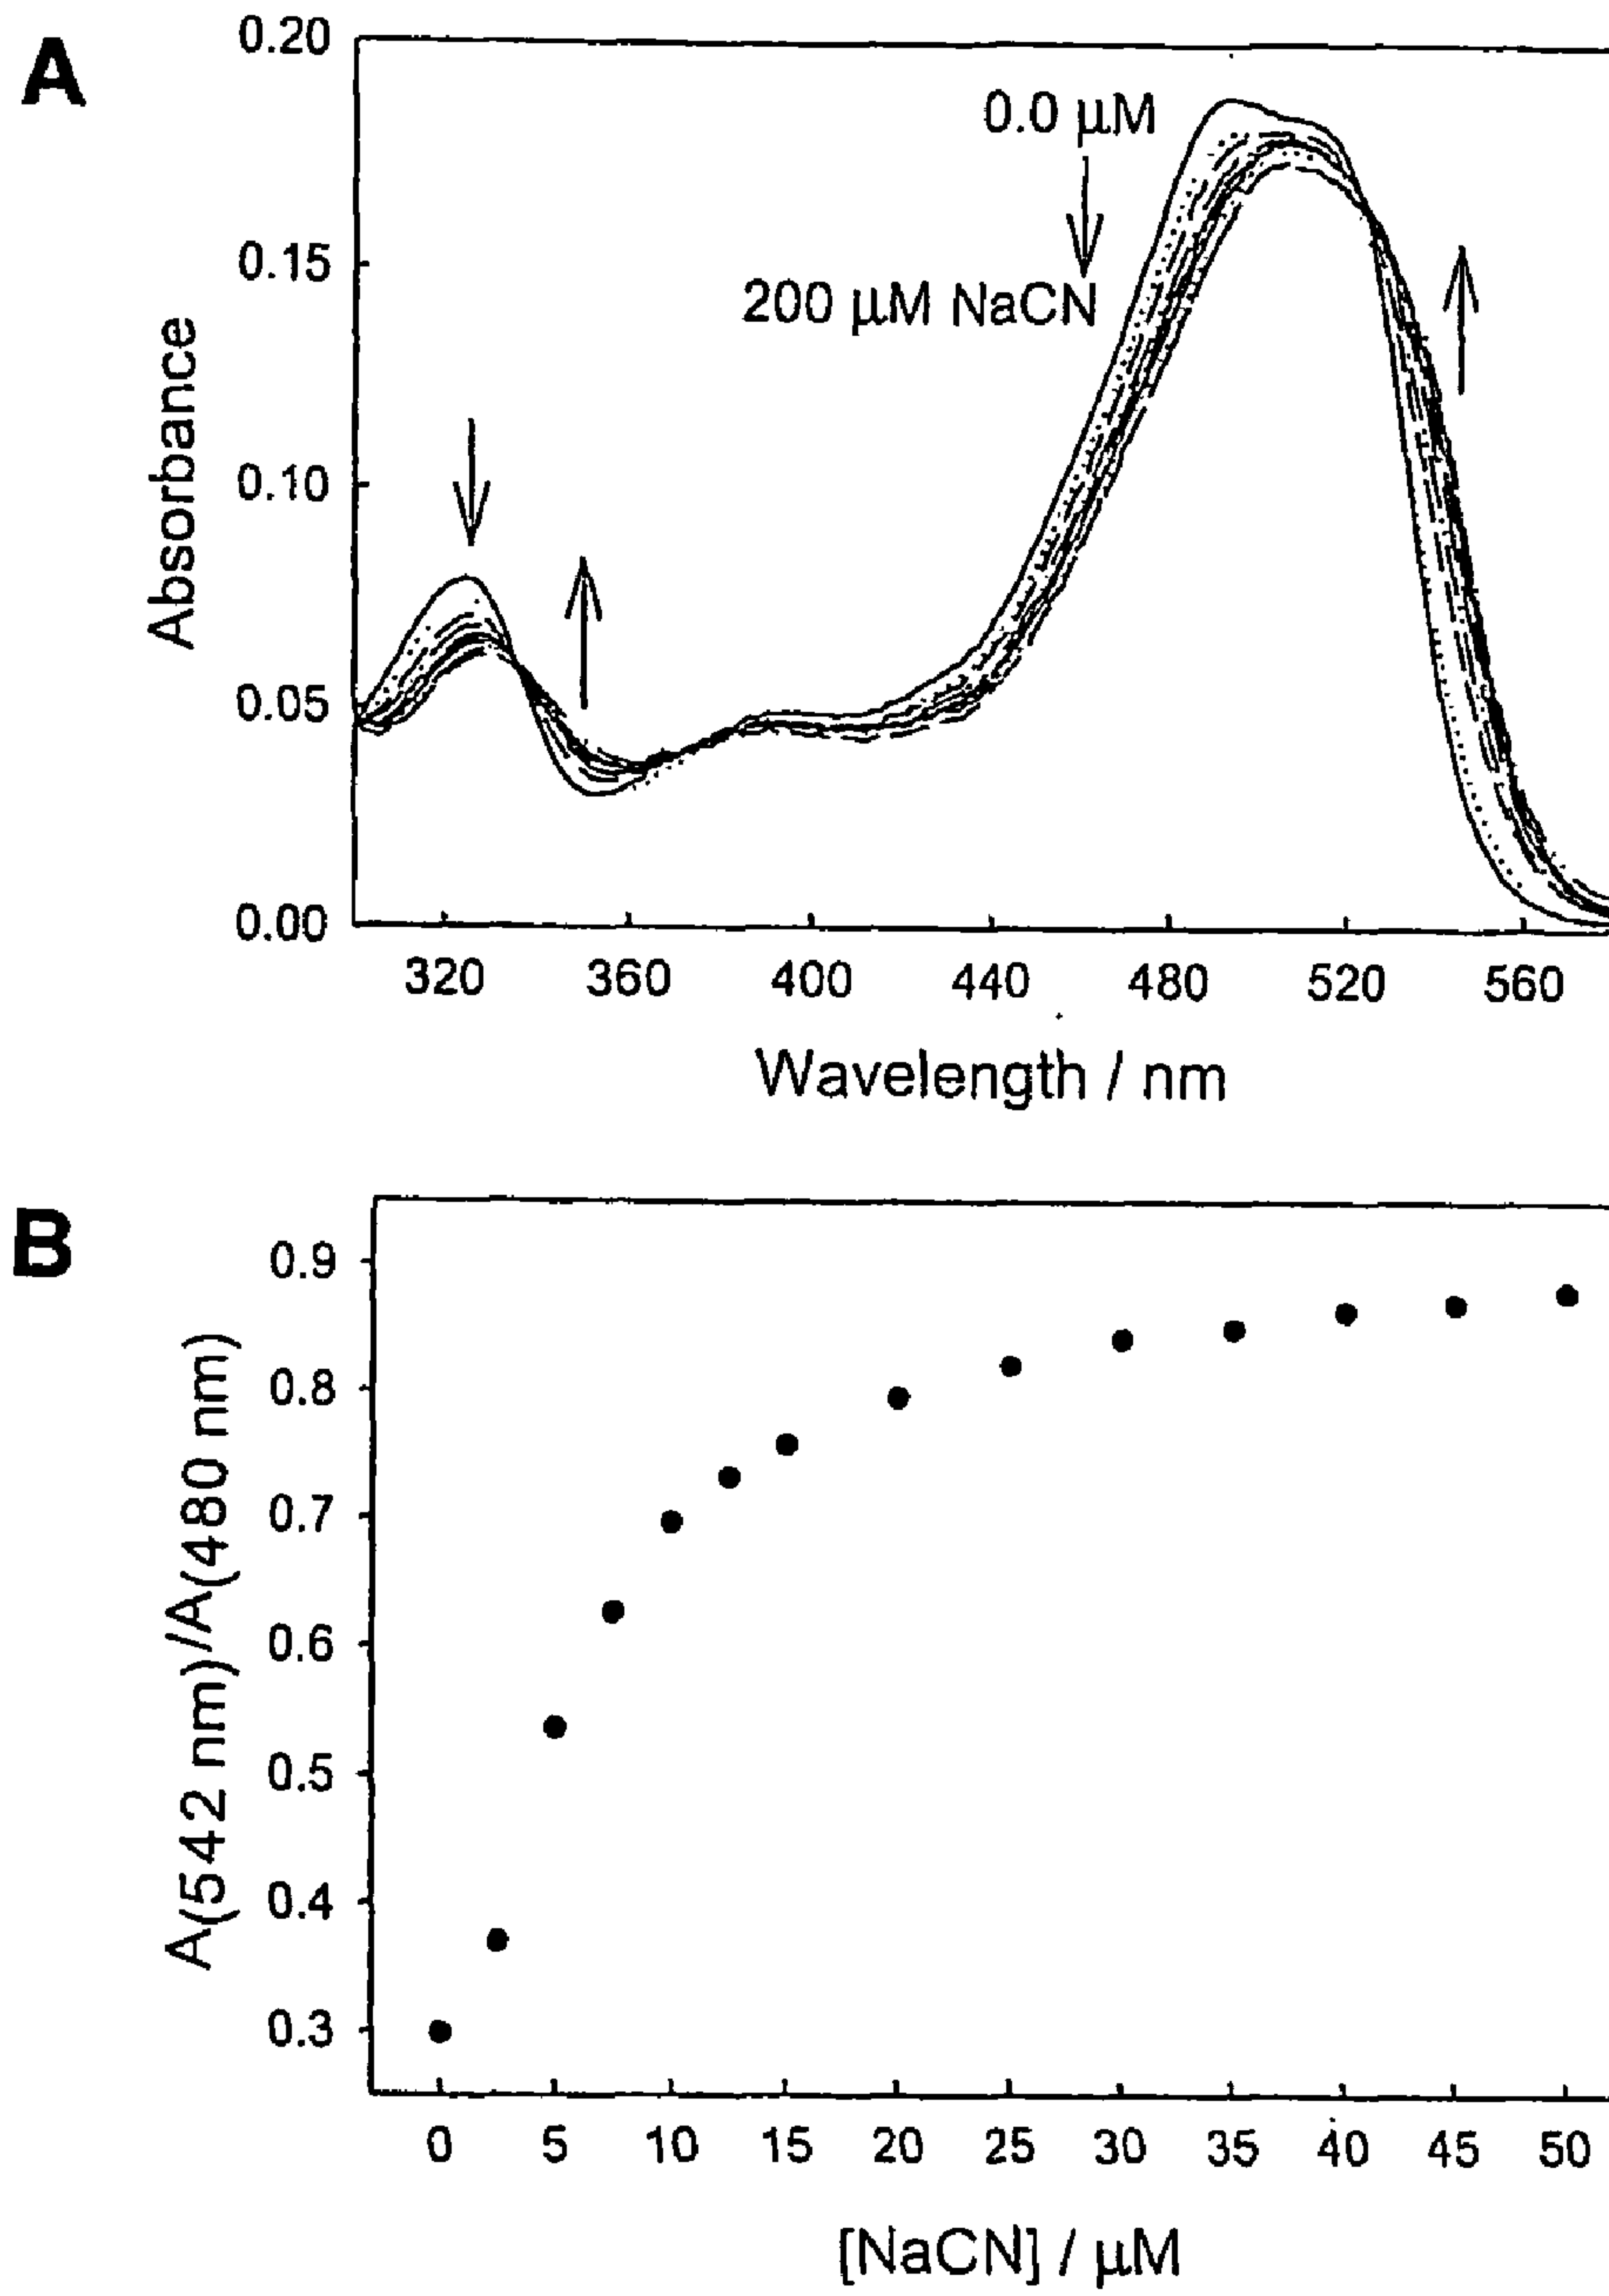 A
0.20
0.15
0.10
0.05
0.00
Absorbance
0.0 μM
200 μM NaCN
320 360 400 440 480 520 560
Wavelength / nm
B
0.9
0.8
0.7
0.6
0.5
0.4
0.3
A(542 nm)/A(480 nm)
0 5 10 15 20 25 30 35 40 45 50
[NaCN] / μM